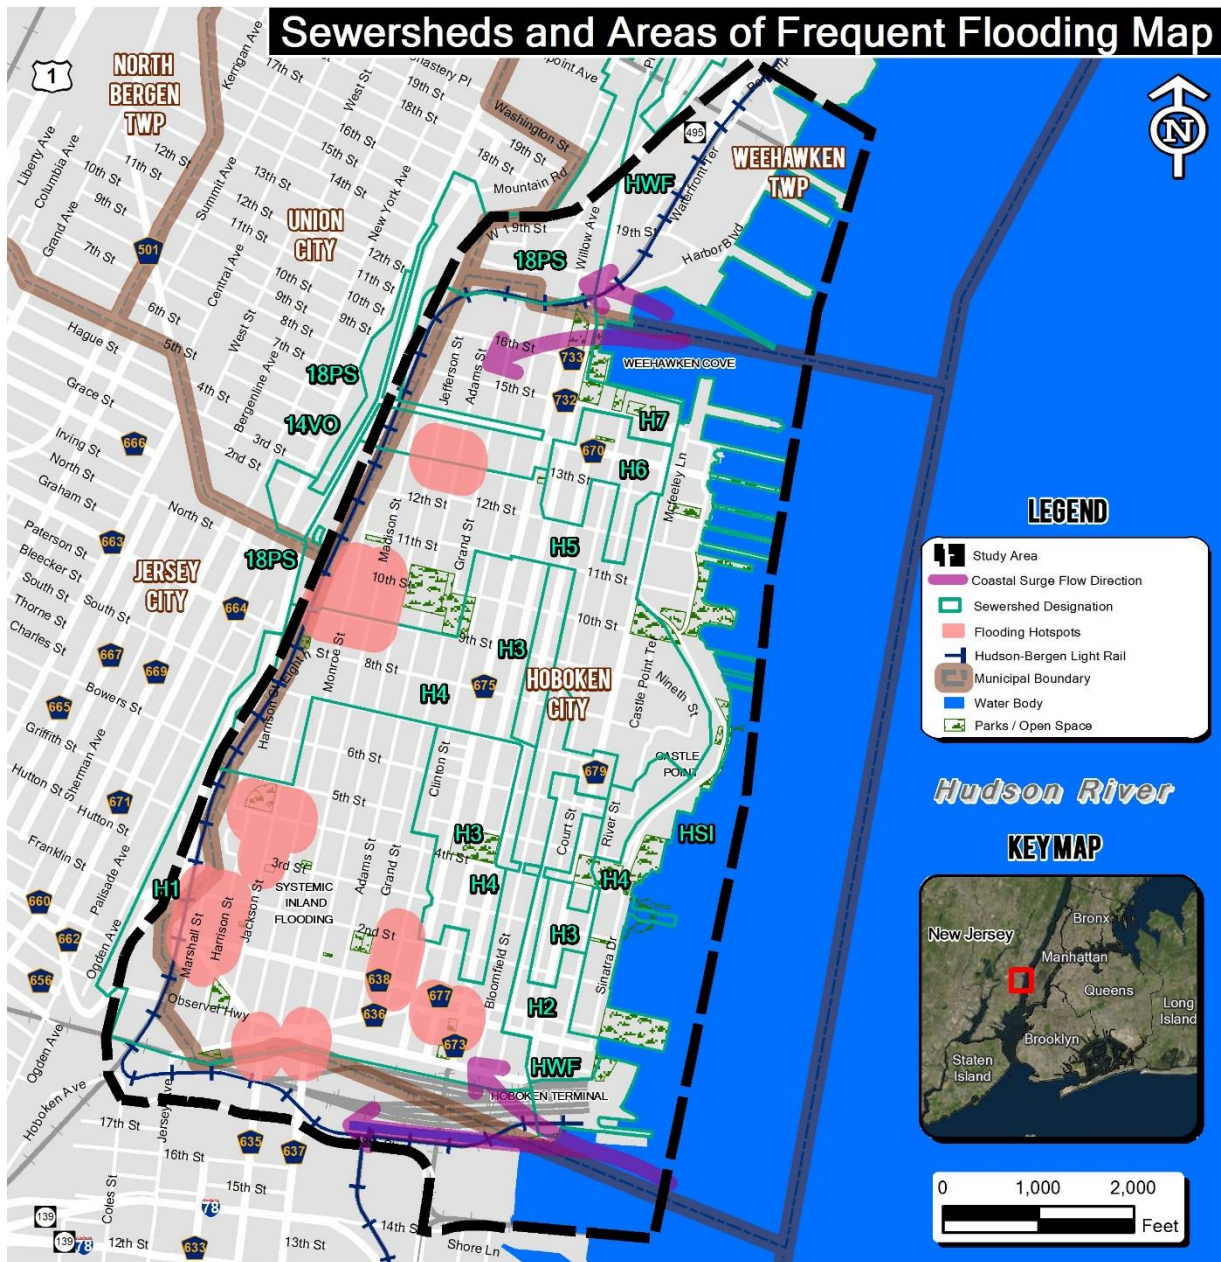 Sewersheds and Areas of Frequent Flooding Map
1
NORTH
BERGEN
TWP
UNION
CITY
JERSEY
CITY
WEEHAWKEN
TWP
HOBOKEN
CITY
N
Kerrigan Ave
17th St
West St
19th St
18th St
Washington St
19th St
18th St
Mountain Rd
16th St
15th St
14th St
New York Ave
Liberty Ave
Columbia Ave
Grand Ave
12th St
11th St
10th St
9th St
7th St
Summit Ave
13th St
12th St
11th St
Central Ave
10th St
9th St
8th St
7th St
12th St
11th St
10th St
9th St
501
495
HWF
Waterfront Ter
19th St
Harbor Blvd
Willow Ave
18PS
6th St
5th St
4th St
West St
Bergenline Ave
3rd St
2nd St
Hague St
Grace St
Irving St
North St
Graham St
Paterson St
Bleecker St
South St
Thorne St
Charles St
North St
South St
666
663
664
667
669
665
671
18PS
14VO
18PS
Jefferson St
Adams St
16th St
15th St
733
732
WEEHAWKEN COVE
H7
670
H6
13th St
Mcfeeley Ln
12th St
12th St
Madison St
11th St
Grand St
H5
11th St
10th St
10th St
9th St
H3
8th St
Monroe St
H4
675
Castle Point Te
Nineth St
CASTLE
POINT
679
Bowers St
Griffith St
Sherman Ave
Hutton St
Hutton St
Franklin St
Palisade Ave
Ogden Ave
660
662
656
6th St
5th St
Clinton St
H3
4th St
H4
Court St
River St
H4
HSI
H1
3rd St
SYSTEMIC
INLAND
FLOODING
Adams St
Grand St
2nd St
Marshall St
Harrison St
Jackson St
Bloomfield St
H3
Sinatra Dr
H2
638
677
636
673
Observer Hwy
HWF
HOBOKEN TERMINAL
Ogden Ave
Hoboken Ave
Jersey Ave
17th St
16th St
15th St
Coles St
12th St
13th St
14th St
Shore Ln
635
637
633
139
139
78
78
LEGEND
Study Area
Coastal Surge Flow Direction
Sewershed Designation
Flooding Hotspots
Hudson-Bergen Light Rail
Municipal Boundary
Water Body
Parks / Open Space
Hudson River
KEYMAP
New Jersey
Bronx
Manhattan
Queens
Long
Island
Brooklyn
Staten
Island
0 1,000 2,000
Feet